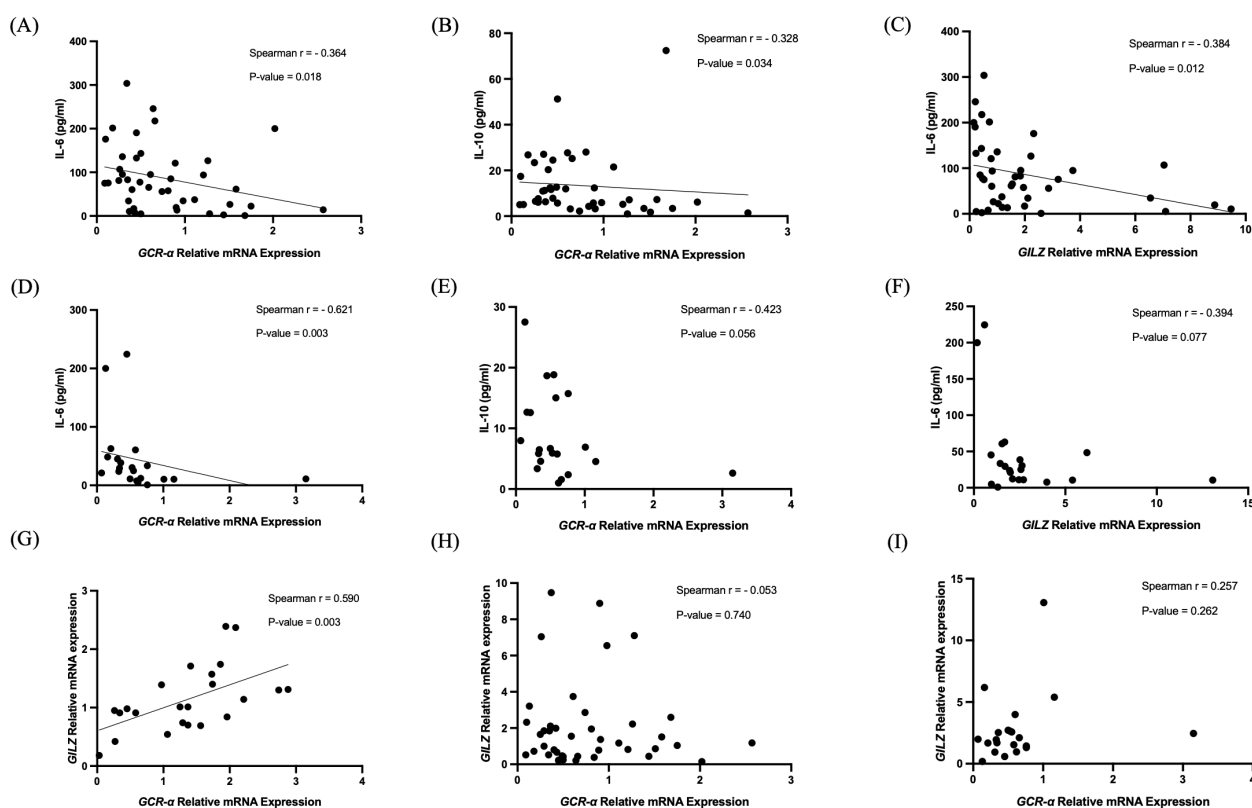 (A)
Spearman r = - 0.364
P-value = 0.018
IL-6 (pg/ml)
400
300
200
100
0
0 1 2 3
GCR-α Relative mRNA Expression
(B)
Spearman r = - 0.328
P-value = 0.034
IL-10 (pg/ml)
80
60
40
20
0
0 1 2 3
GCR-α Relative mRNA Expression
(C)
Spearman r = - 0.384
P-value = 0.012
IL-6 (pg/ml)
400
300
200
100
0
0 2 4 6 8 10
GILZ Relative mRNA Expression
(D)
Spearman r = - 0.621
P-value = 0.003
IL-6 (pg/ml)
300
200
100
0
0 1 2 3 4
GCR-α Relative mRNA Expression
(E)
Spearman r = - 0.423
P-value = 0.056
IL-10 (pg/ml)
30
20
10
0
0 1 2 3 4
GCR-α Relative mRNA Expression
(F)
Spearman r = - 0.394
P-value = 0.077
IL-6 (pg/ml)
250
200
150
100
50
0
0 5 10 15
GILZ Relative mRNA Expression
(G)
Spearman r = 0.590
P-value = 0.003
GILZ Relative mRNA expression
3
2
1
0
0 1 2 3 4
GCR-α Relative mRNA Expression
(H)
Spearman r = - 0.053
P-value = 0.740
GILZ Relative mRNA expression
10
8
6
4
2
0
0 1 2 3
GCR-α Relative mRNA Expression
(I)
Spearman r = 0.257
P-value = 0.262
GILZ Relative mRNA expression
15
10
5
0
0 1 2 3 4
GCR-α Relative mRNA Expression